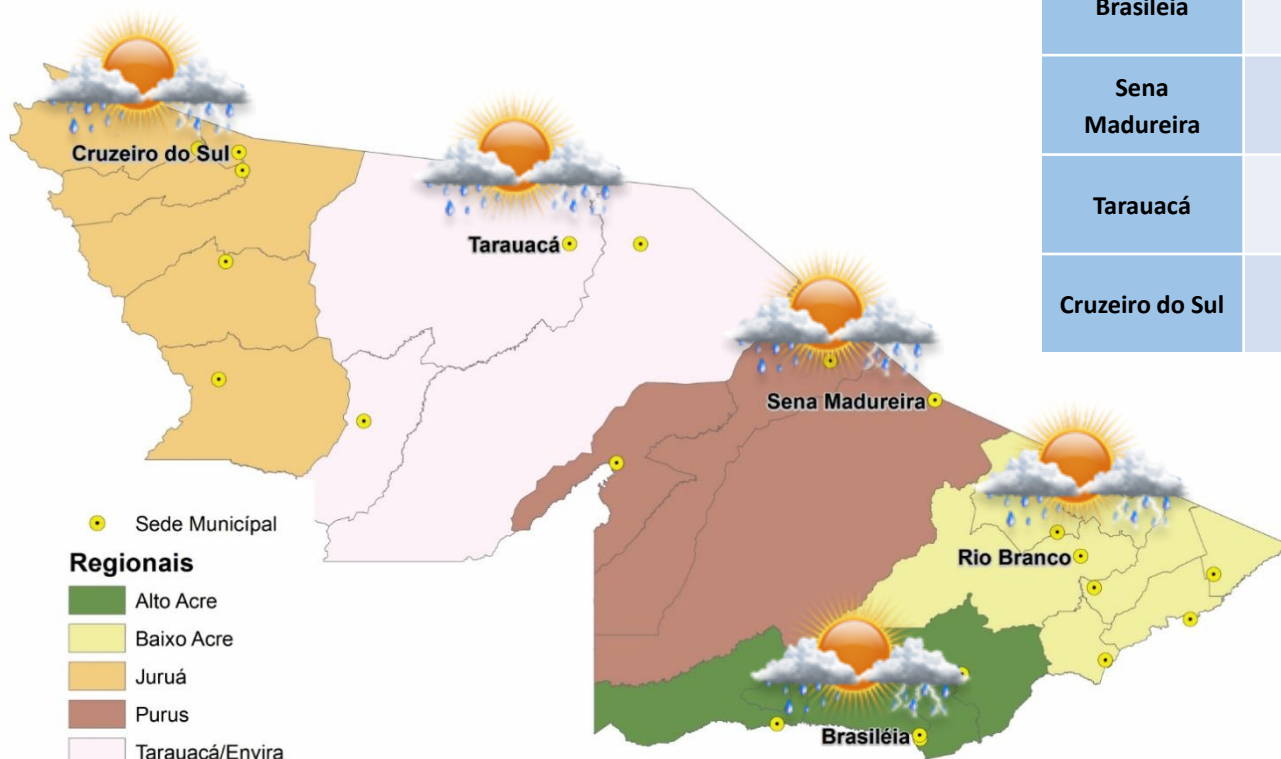 Brasiléia
Sena
Madureira
Tarauacá
Cruzeiro do Sul
Cruzeiro do Sul
Tarauacá
Sena Madureira
Rio Branco
Brasiléia
Sede Municípal
Regionais
Alto Acre
Baixo Acre
Juruá
Purus
Tarauacá/Envira